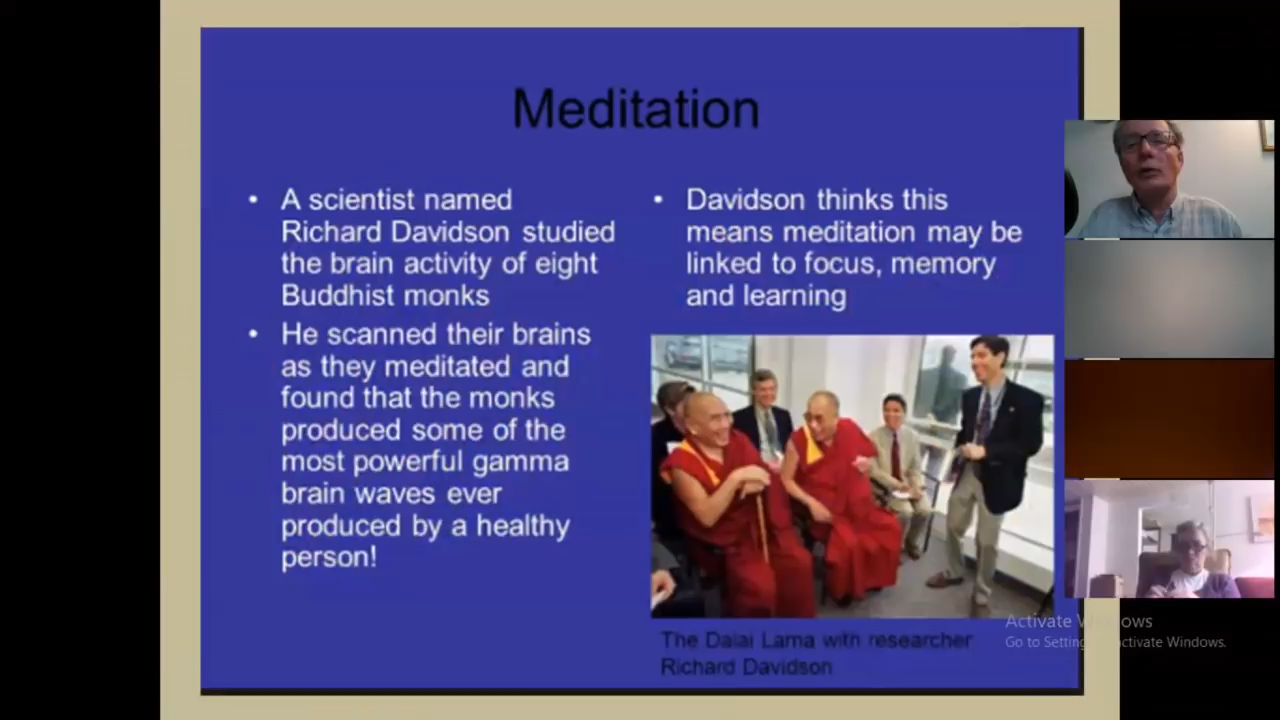 Meditation
• A scientist named
Richard Davidson studied
the brain activity of eight
Buddhist monks
• He scanned their brains
as they meditated and
found that the monks
produced some of the
most powerful gamma
brain waves ever
produced by a healthy
person!
• Davidson thinks this
means meditation may be
linked to focus, memory
and learning
The Dalai Lama with researcher
Richard Davidson
Activate
Go to activate Windows.